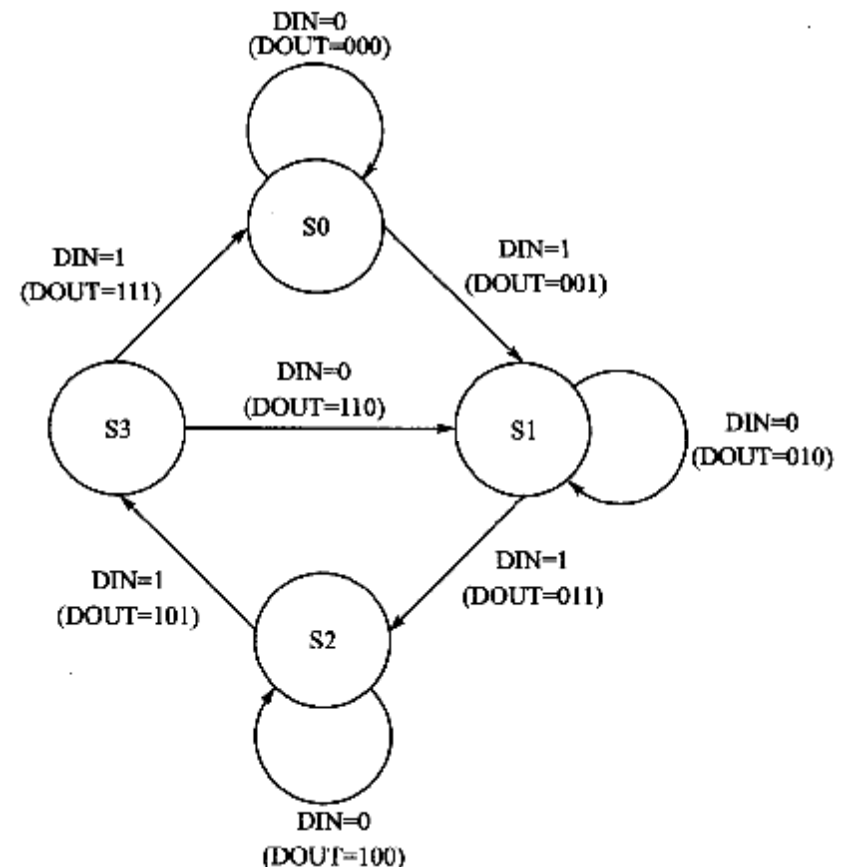 DIN=0
(DOUT=000)
S0
DIN=1
(DOUT=111)
DIN=1
(DOUT=001)
DIN=0
(DOUT=110)
S3
S1
DIN=0
(DOUT=010)
DIN=1
(DOUT=101)
DIN=1
(DOUT=011)
S2
DIN=0
(DOUT=100)